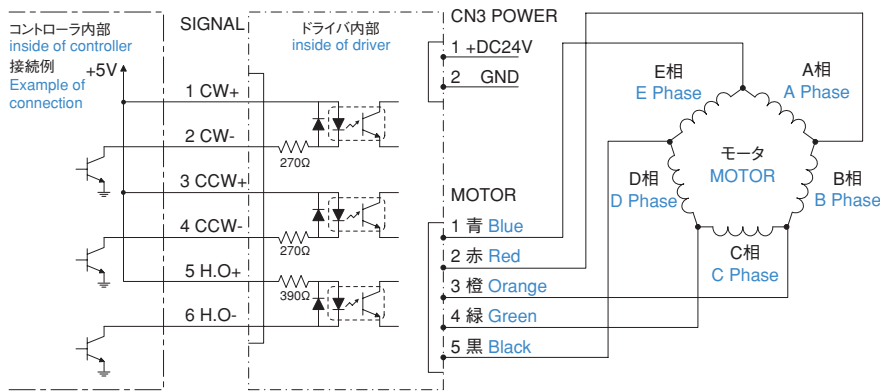 コントローラ内部
inside of controller
接続例
Example of
connection
+5V
SIGNAL
1 CW+
2 CW-
3 CCW+
4 CCW-
5 H.O+
6 H.O-
ドライバ内部
inside of driver
270Ω
270Ω
390Ω
CN3 POWER
1 +DC24V
2 GND
MOTOR
1 青 Blue
2 赤 Red
3 橙 Orange
4 緑 Green
5 黒 Black
E相
E Phase
A相
A Phase
モータ
MOTOR
D相
D Phase
B相
B Phase
C相
C Phase